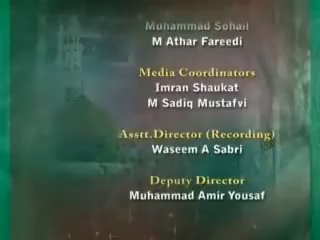 Muhammad Sohail
M Athar Fareedi
Media Coordinators
Imran Shaukat
M Sadiq Mustafvi
Asstt.Director (Recording)
Waseem A Sabri
Deputy Director
Muhammad Amir Yousaf